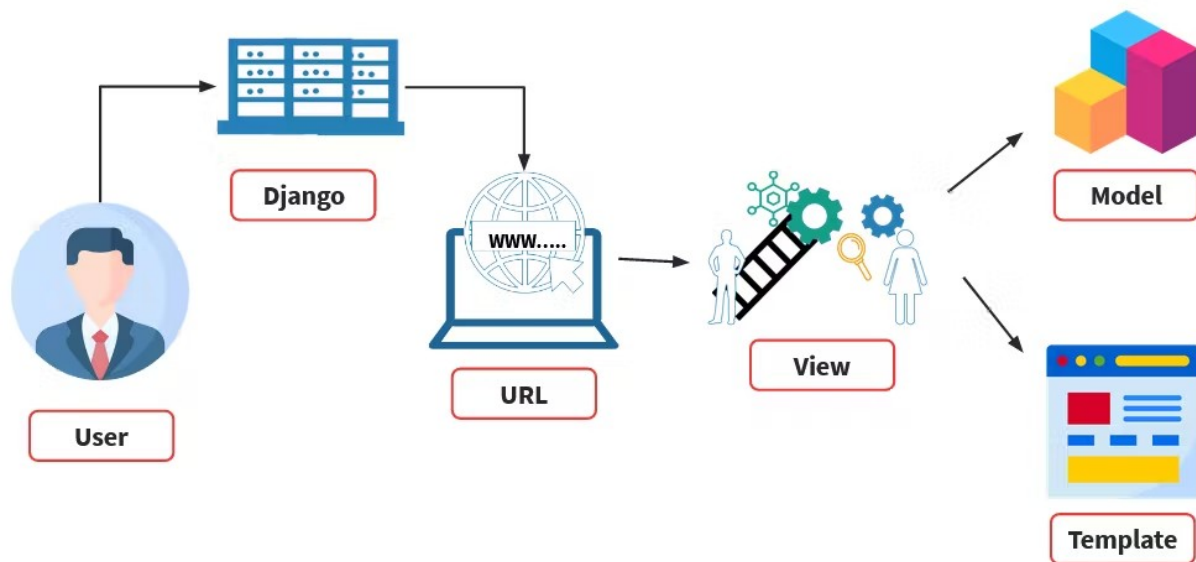 Django
Model
WWW.....
View
URL
User
Template